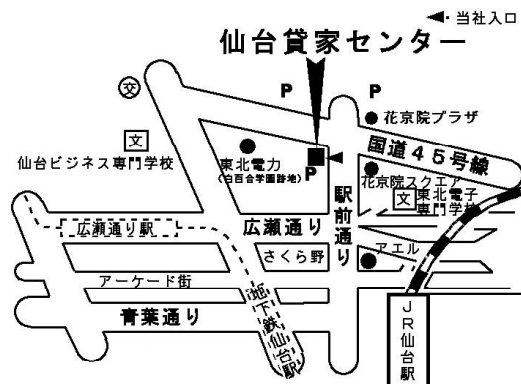 ◀・当社入口
仙台貸家センター
P
P
交
花京院プラザ
文
仙台ビジネス専門学校
東北電力
(白百合学園跡地)
P
国道45号線
花京院スクエア
文
東北電子
専門学校
駅前通り
広瀬通り駅
広瀬通り
さくら野
アエル
アーケード街
青葉通り
地下鉄仙台駅
JR仙台駅